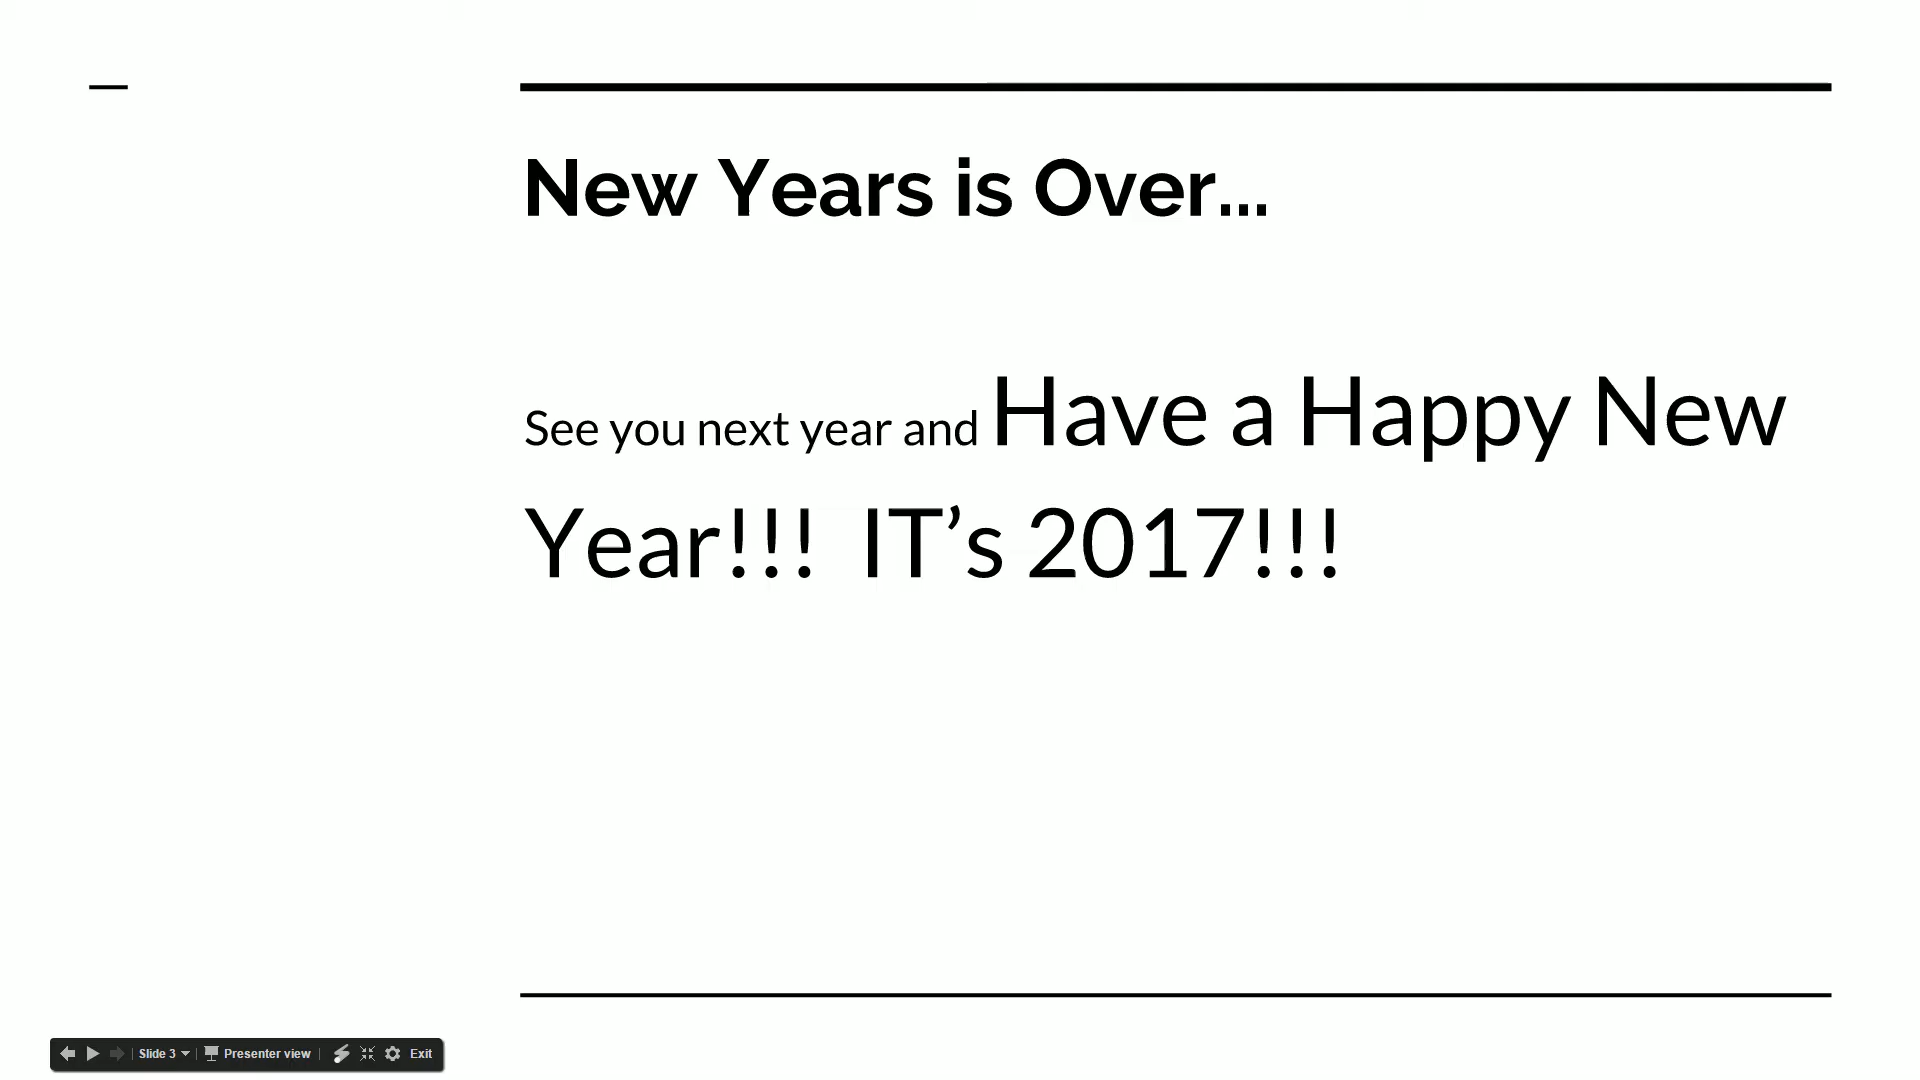 New Years is Over...
See you next year and Have a Happy New
Year!!!  IT’s 2017!!!
Slide 3 Presenter view Exit